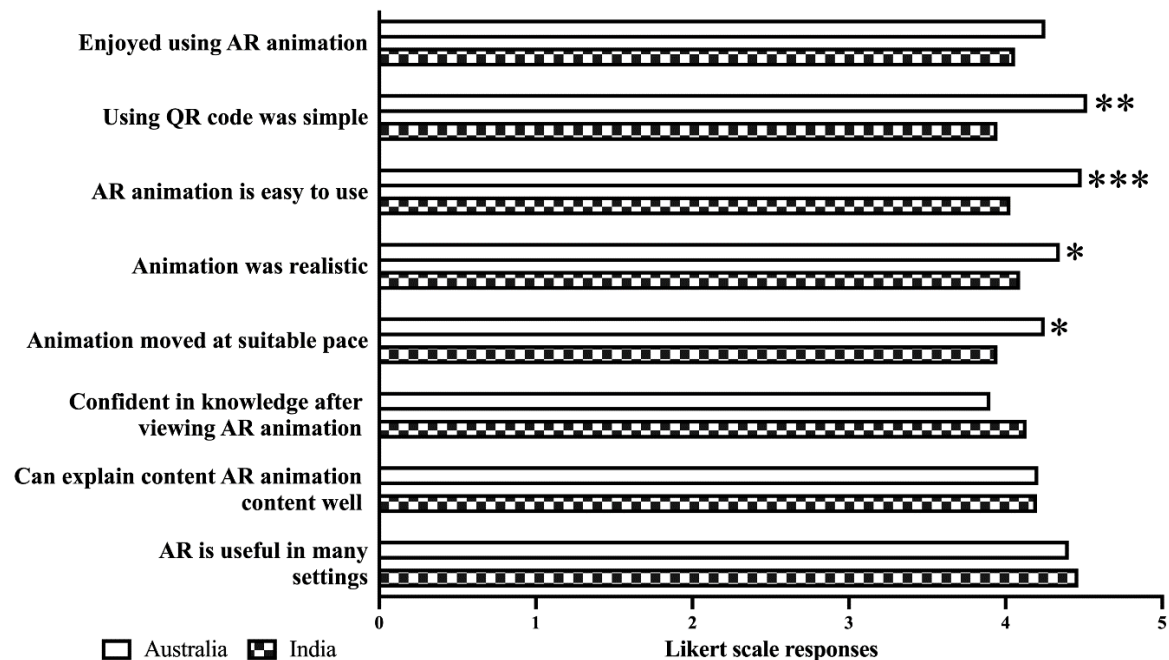 Enjoyed using AR animation
Using QR code was simple
**
AR animation is easy to use
***
Animation was realistic
*
Animation moved at suitable pace
*
Confident in knowledge after
viewing AR animation
Can explain content AR animation
content well
AR is useful in many
settings
0 1 2 3 4 5
Australia India Likert scale responses